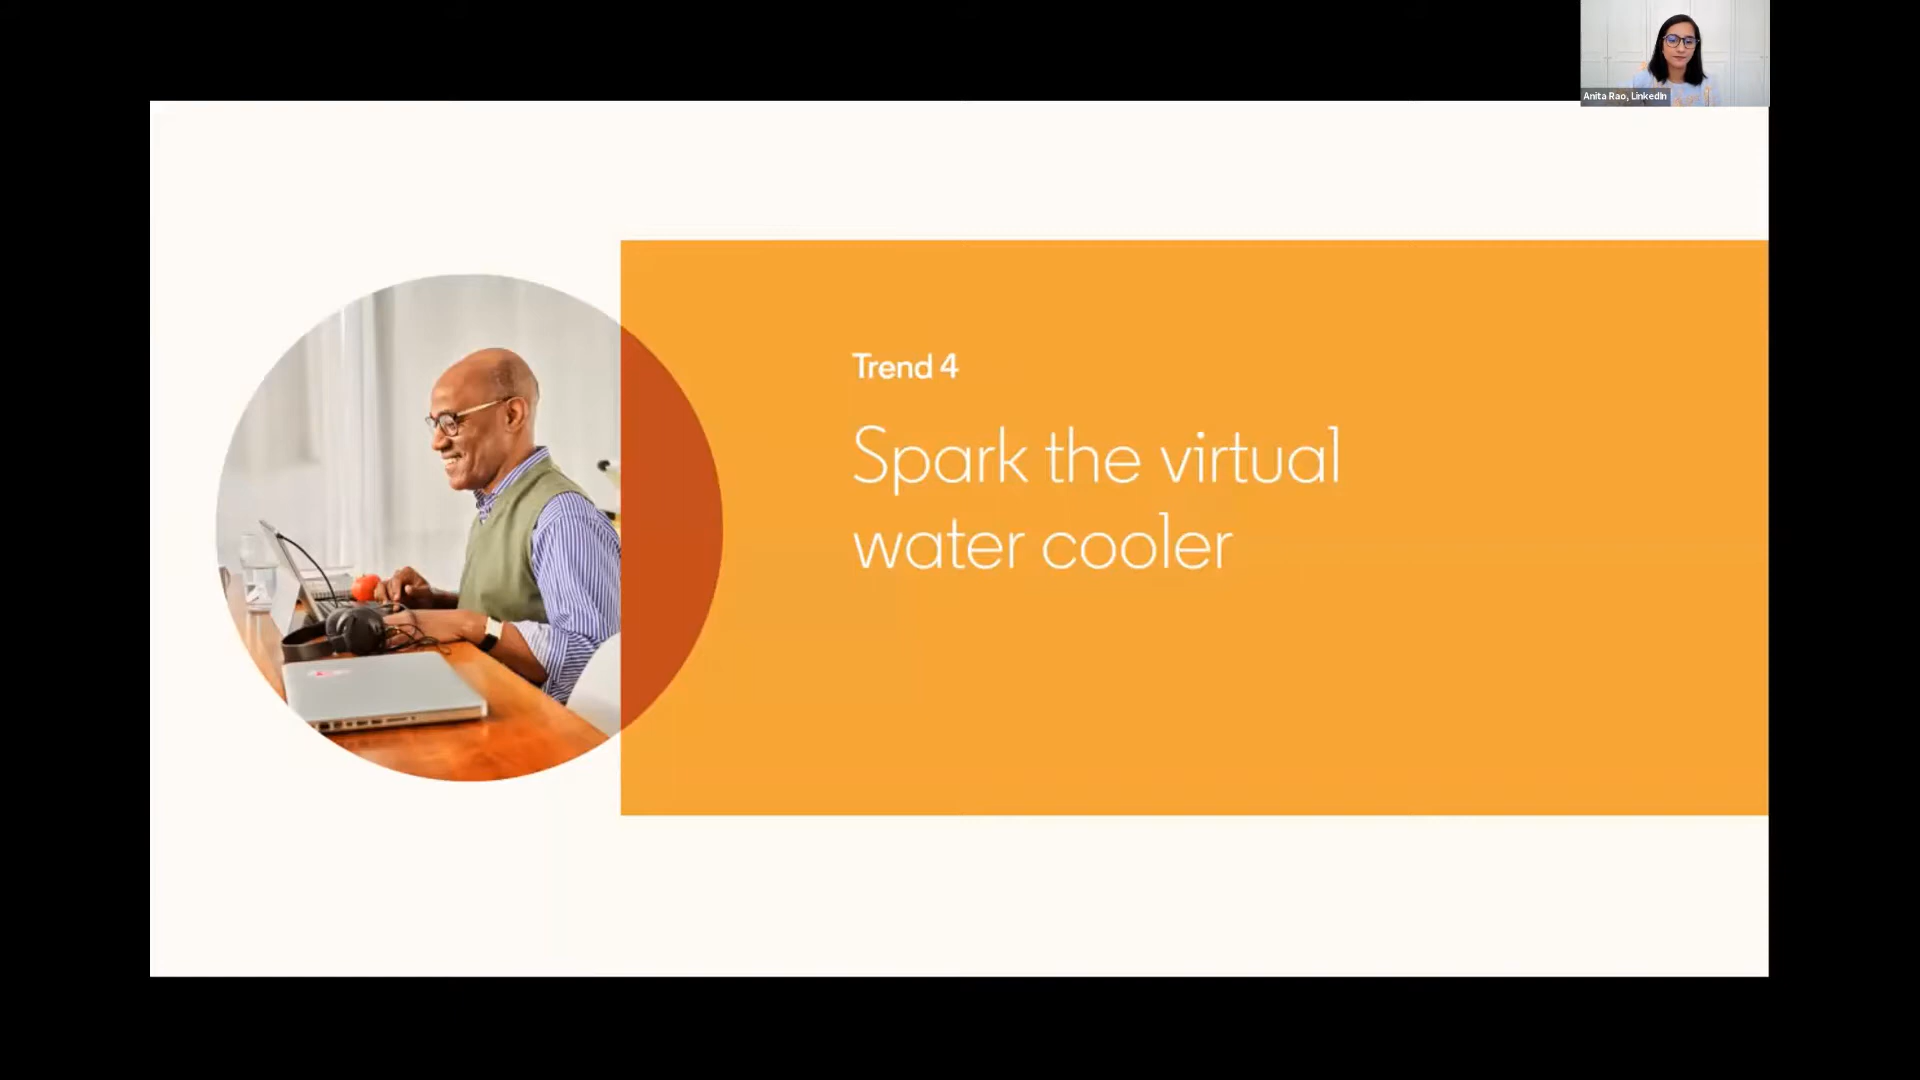 Anita Rao, LinkedIn
Trend 4
Spark the virtual
water cooler